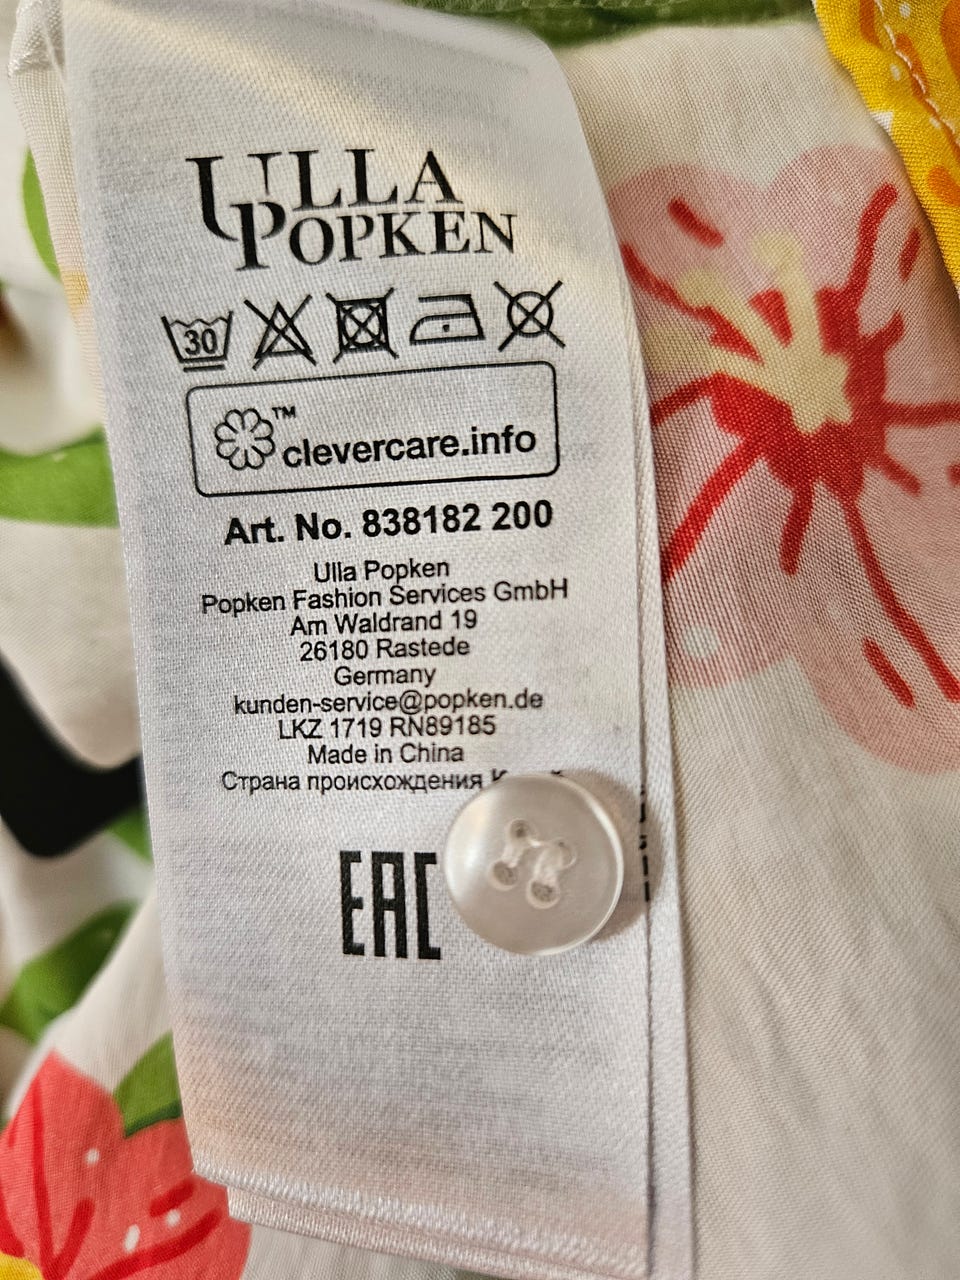 ULLA
POPKEN
30
™
clevercare.info
Art. No. 838182 200
Ulla Popken
Popken Fashion Services GmbH
Am Waldrand 19
26180 Rastede
Germany
kunden-service@popken.de
LKZ 1719 RN89185
Made in China
Страна происхождения
EAC